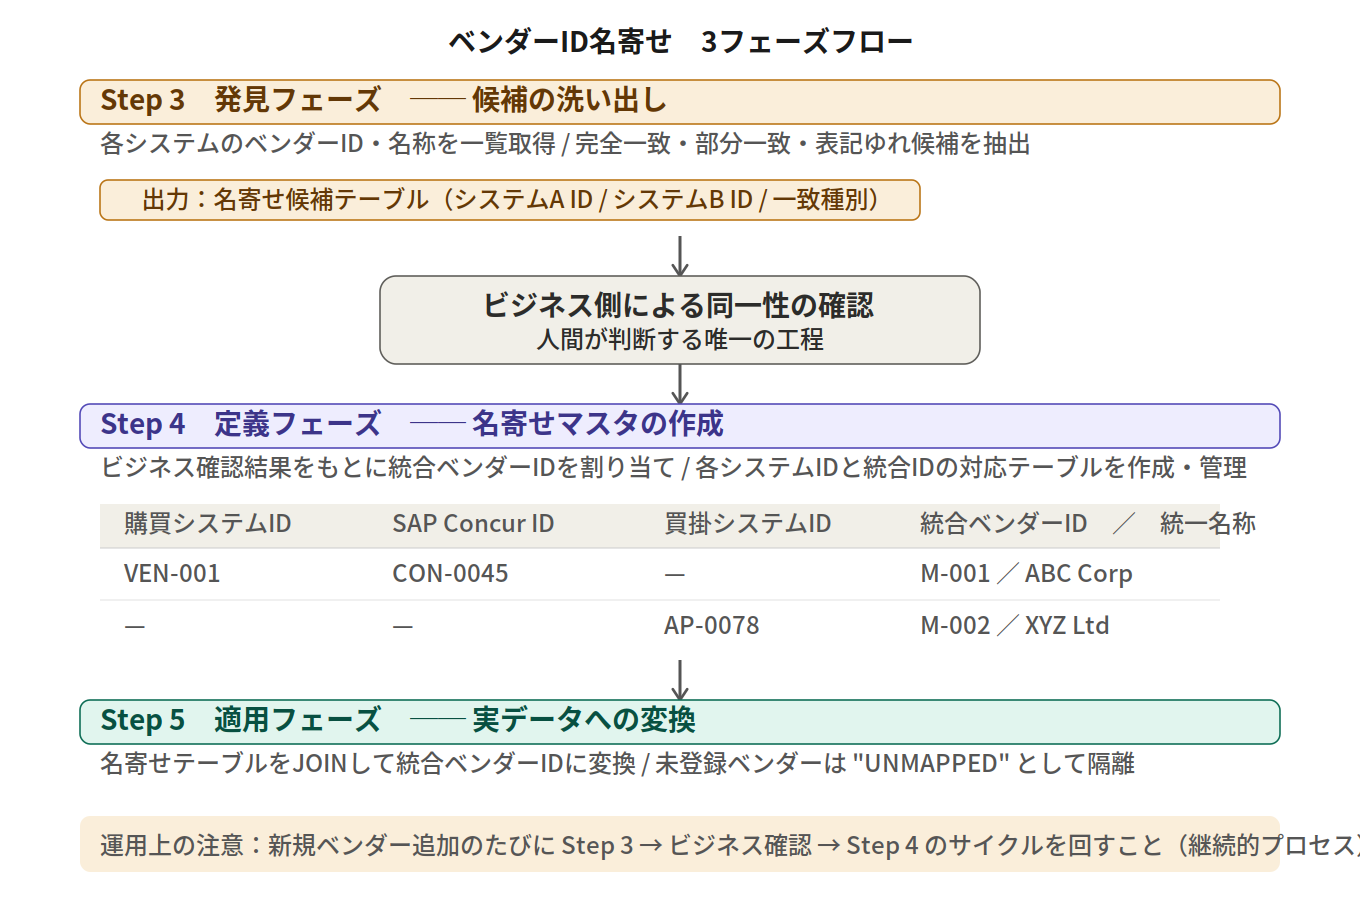 ベンダーID名寄せ　3フェーズフロー
Step 3　発見フェーズ　──候補の洗い出し
各システムのベンダーID・名称を一覧取得 / 完全一致・部分一致・表記ゆれ候補を抽出
出力：名寄せ候補テーブル（システムA ID / システムB ID / 一致種別）
ビジネス側による同一性の確認
人間が判断する唯一の工程
Step 4　定義フェーズ　──名寄せマスタの作成
ビジネス確認結果をもとに統合ベンダーIDを割り当て / 各システムIDと統合IDの対応テーブルを作成・管理
購買システムID　SAP Concur ID　買掛システムID　統合ベンダーID　／　統一名称
VEN-001　CON-0045　—　M-001 ／ ABC Corp
—　—　AP-0078　M-002 ／ XYZ Ltd
Step 5　適用フェーズ　──実データへの変換
名寄せテーブルをJOINして統合ベンダーIDに変換 / 未登録ベンダーは "UNMAPPED" として隔離
運用上の注意：新規ベンダー追加のたびに Step 3 → ビジネス確認 → Step 4 のサイクルを回すこと（継続的プロセス）